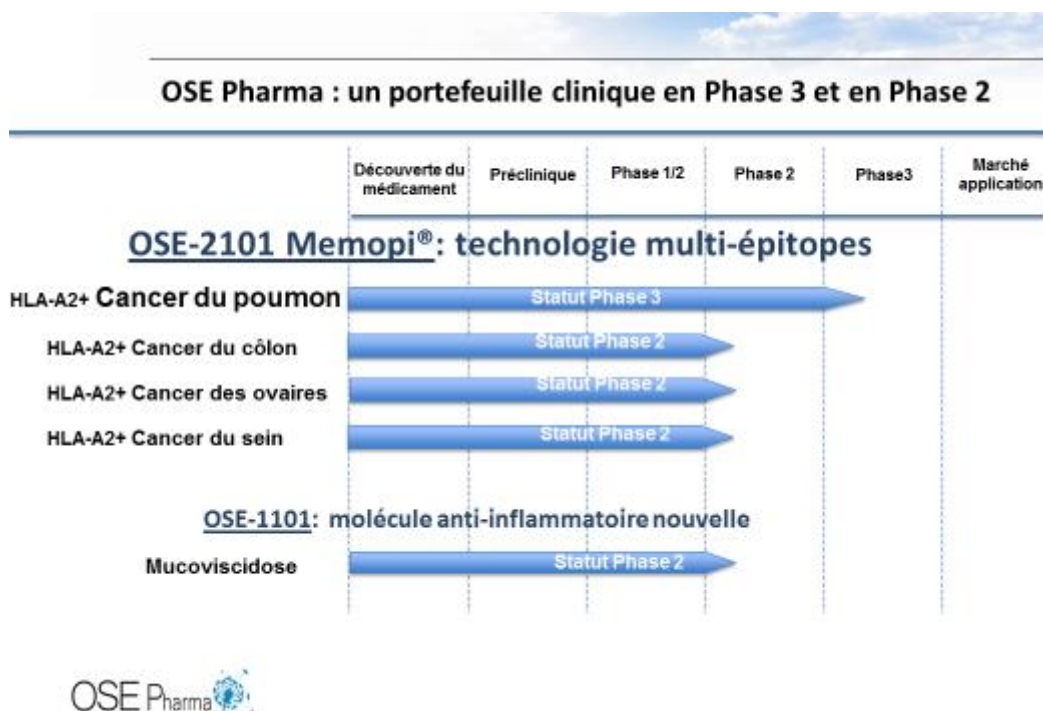 OSE Pharma : un portefeuille clinique en Phase 3 et en Phase 2
Découverte du médicament
Préclinique
Phase 1/2
Phase 2
Phase3
Marché application
OSE-2101 Memopi®: technologie multi-épitopes
HLA-A2+ Cancer du poumon
Statut Phase 3
HLA-A2+ Cancer du côlon
Statut Phase 2
HLA-A2+ Cancer des ovaires
Statut Phase 2
HLA-A2+ Cancer du sein
Statut Phase 2
OSE-1101: molécule anti-inflammatoire nouvelle
Mucoviscidose
Statut Phase 2
OSE Pharma